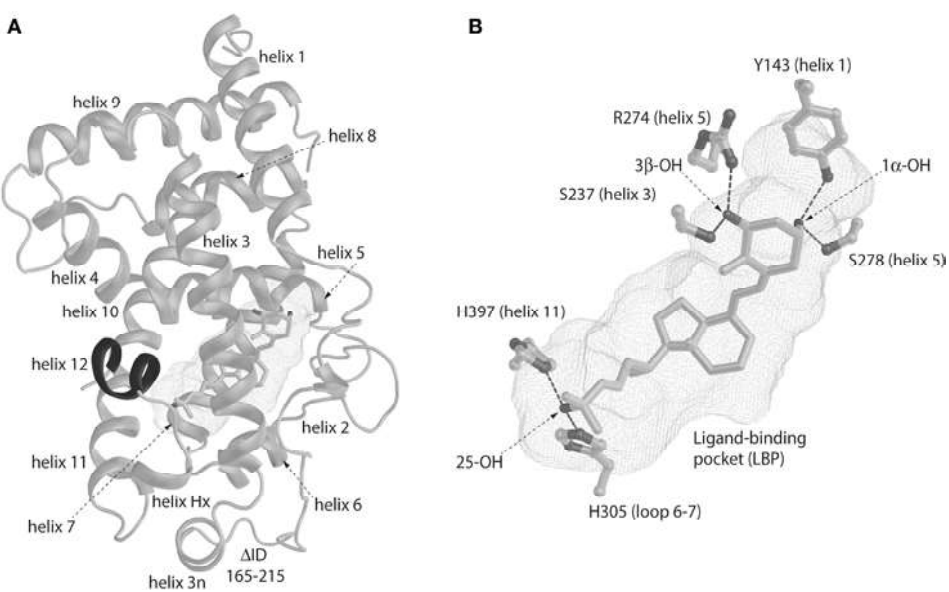 A
helix 1
helix 9
helix 8
helix 3
helix 5
helix 4
helix 10
helix 12
helix 2
helix 11
helix Hx
helix 6
helix 7
ΔID
165-215
helix 3n
B
Y143 (helix 1)
R274 (helix 5)
3β-OH
1α-OH
S237 (helix 3)
S278 (helix 5)
H397 (helix 11)
25-OH
Ligand-binding
pocket (LBP)
H305 (loop 6-7)